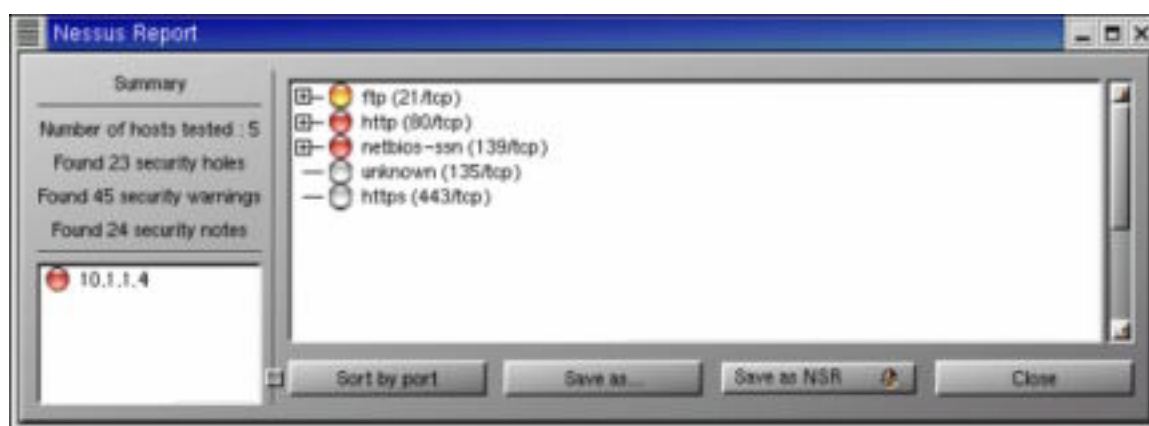 Nessus Report
Summary
Number of hosts tested : 5
Found 23 security holes
Found 45 security warnings
Found 24 security notes
10.1.1.4
ftp (21/tcp)
http (80/tcp)
netbios-ssn (139/tcp)
unknown (135/tcp)
https (443/tcp)
Sort by port
Save as...
Save as NSR
Close